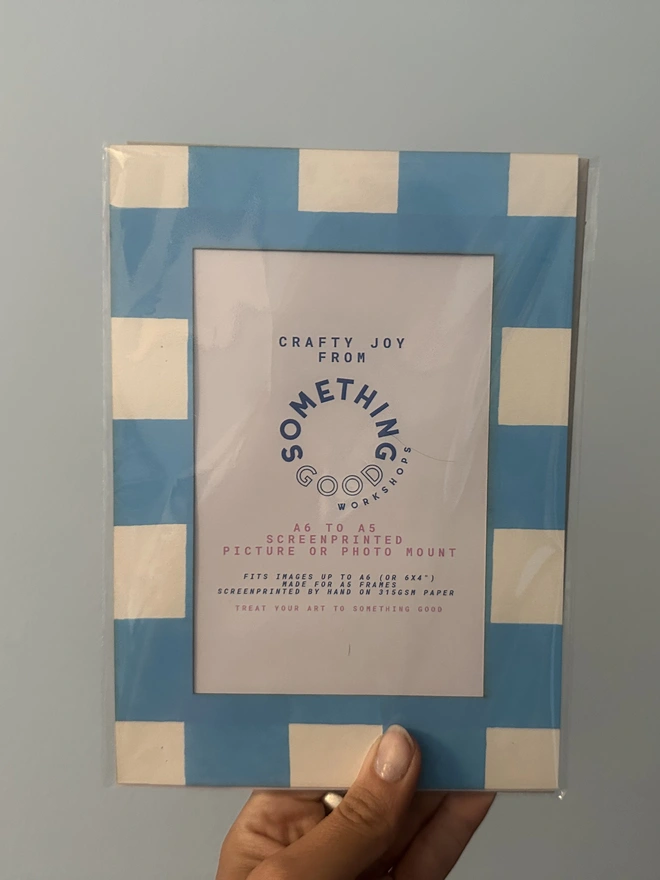 CRAFTY JOY
FROM
SOMETHING
GOOD
WORKSHOPS
A6 TO A5
SCREENPRINTED
PICTURE OR PHOTO MOUNT
FITS IMAGES UP TO A6 (OR 6X4")
MADE FOR A5 FRAMES
SCREENPRINTED BY HAND ON 315GSM PAPER
TREAT YOUR ART TO SOMETHING GOOD